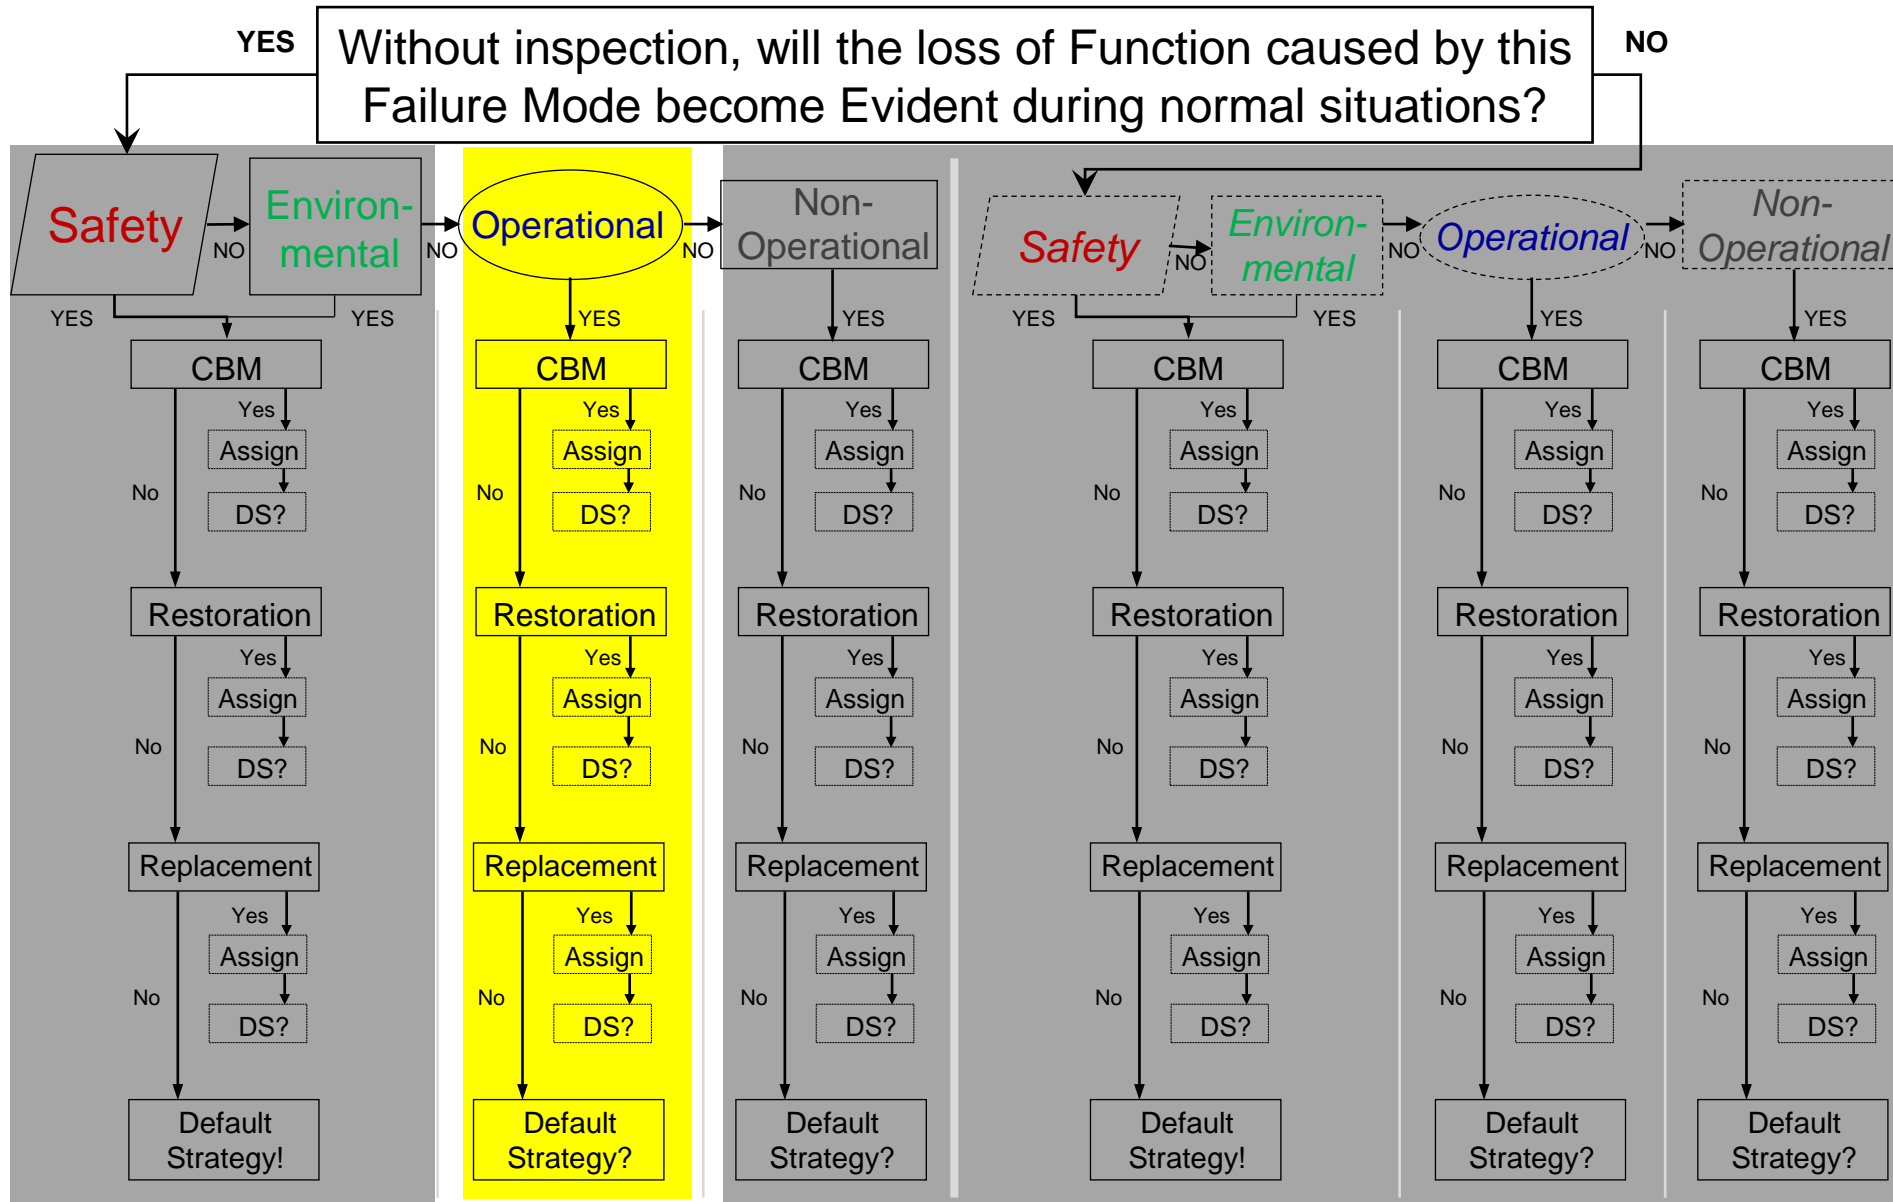 YES
Without inspection, will the loss of Function caused by this
Failure Mode become Evident during normal situations?
NO
Safety
NO
Environ-
mental
NO
Operational
NO
Non-
Operational
Safety
NO
Environ-
mental
NO
Operational
NO
Non-
Operational
YES
YES
YES
YES
YES
YES
YES
YES
CBM
CBM
CBM
CBM
CBM
CBM
Yes
Yes
Yes
Yes
Yes
Yes
Assign
Assign
Assign
Assign
Assign
Assign
No
No
No
No
No
No
DS?
DS?
DS?
DS?
DS?
DS?
Restoration
Restoration
Restoration
Restoration
Restoration
Restoration
Yes
Yes
Yes
Yes
Yes
Yes
Assign
Assign
Assign
Assign
Assign
Assign
No
No
No
No
No
No
DS?
DS?
DS?
DS?
DS?
DS?
Replacement
Replacement
Replacement
Replacement
Replacement
Replacement
Yes
Yes
Yes
Yes
Yes
Yes
Assign
Assign
Assign
Assign
Assign
Assign
No
No
No
No
No
No
DS?
DS?
DS?
DS?
DS?
DS?
Default
Strategy!
Default
Strategy?
Default
Strategy?
Default
Strategy!
Default
Strategy?
Default
Strategy?